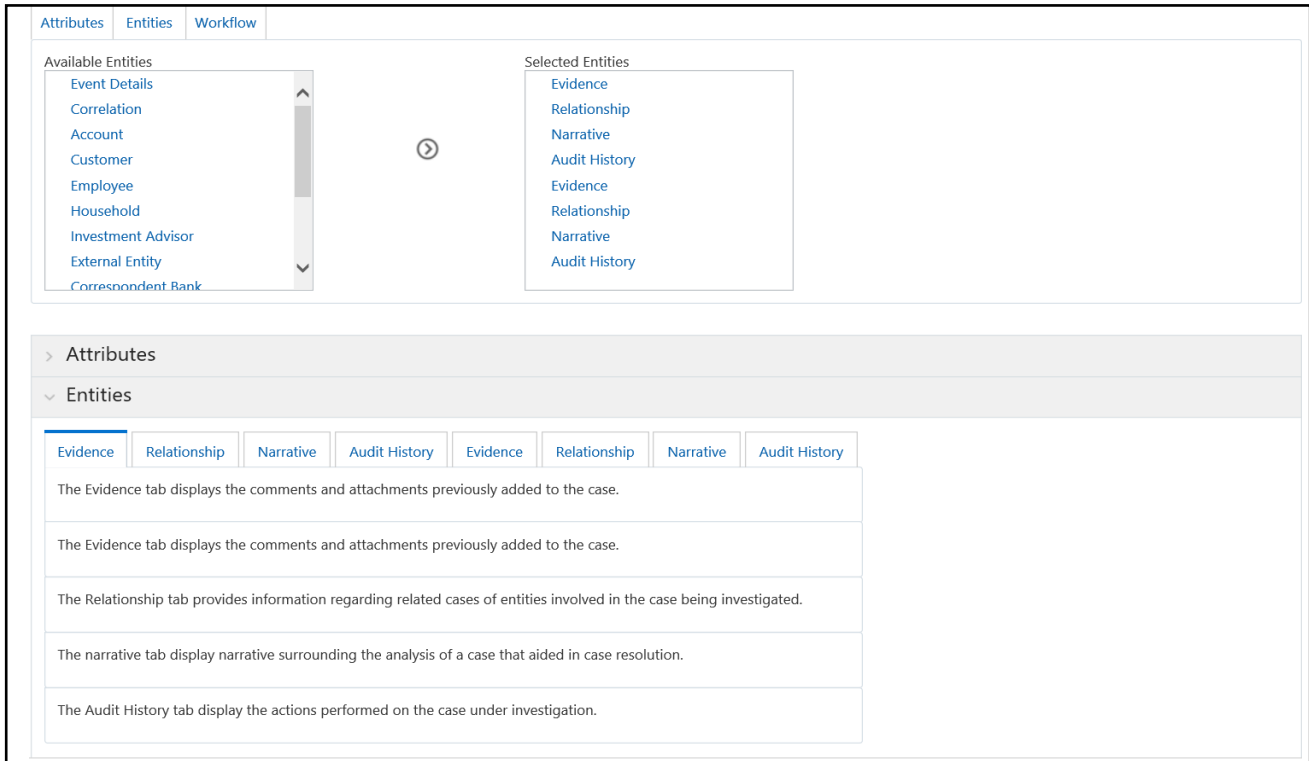 Attributes Entities Workflow
Available Entities
Event Details
Correlation
Account
Customer
Employee
Household
Investment Advisor
External Entity
Correspondent Bank
Selected Entities
Evidence
Relationship
Narrative
Audit History
Evidence
Relationship
Narrative
Audit History
Attributes
Entities
Evidence Relationship Narrative Audit History Evidence Relationship Narrative Audit History
The Evidence tab displays the comments and attachments previously added to the case.
The Evidence tab displays the comments and attachments previously added to the case.
The Relationship tab provides information regarding related cases of entities involved in the case being investigated.
The narrative tab display narrative surrounding the analysis of a case that aided in case resolution.
The Audit History tab display the actions performed on the case under investigation.